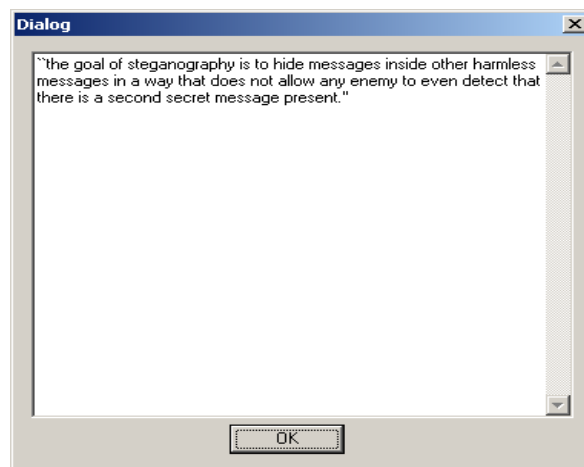 Dialog
``the goal of steganography is to hide messages inside other harmless
messages in a way that does not allow any enemy to even detect that
there is a second secret message present."
OK